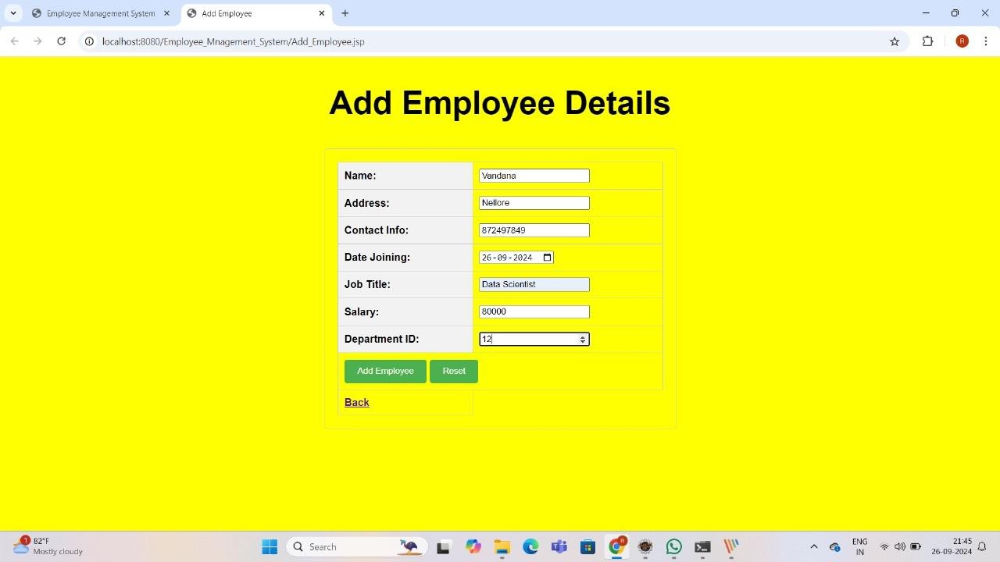 Employee Management System
Add Employee
localhost:8080/Employee_Mnagement_System/Add_Employee.jsp
R
Add Employee Details
Name: Vandana
Address: Nellore
Contact Info: 872497849
Date Joining: 26-09-2024
Job Title: Data Scientist
Salary: 80000
Department ID: 12
Add Employee Reset
Back
1
82°F
Mostly cloudy
Search
R
ENG
IN
21:45
26-09-2024